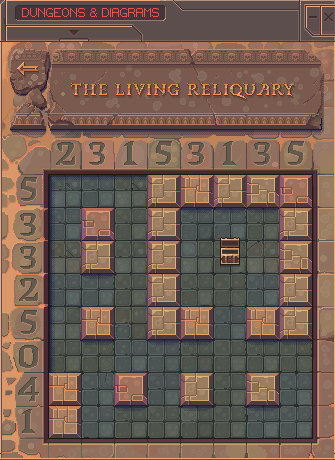 DUNGEONS & DIAGRAMS
THE LIVING RELIQUARY
2 3 1 5 3 1 3 5
5
3
3
2
5
0
4
1